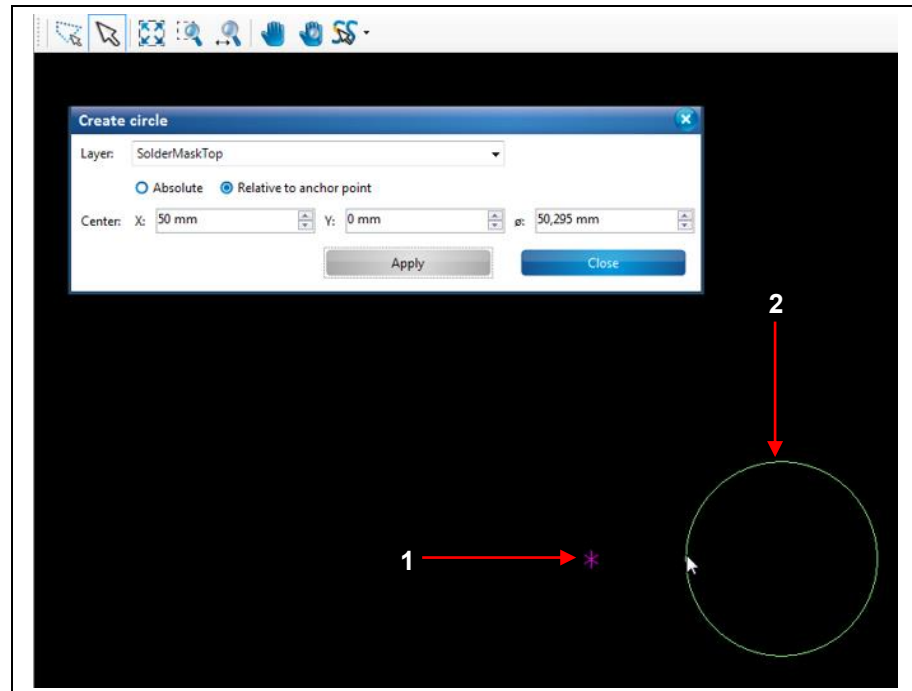 SS
Create circle
Layer: SolderMaskTop
Absolute Relative to anchor point
Center: X: 50 mm Y: 0 mm ø: 50,295 mm
Apply Close
2
1